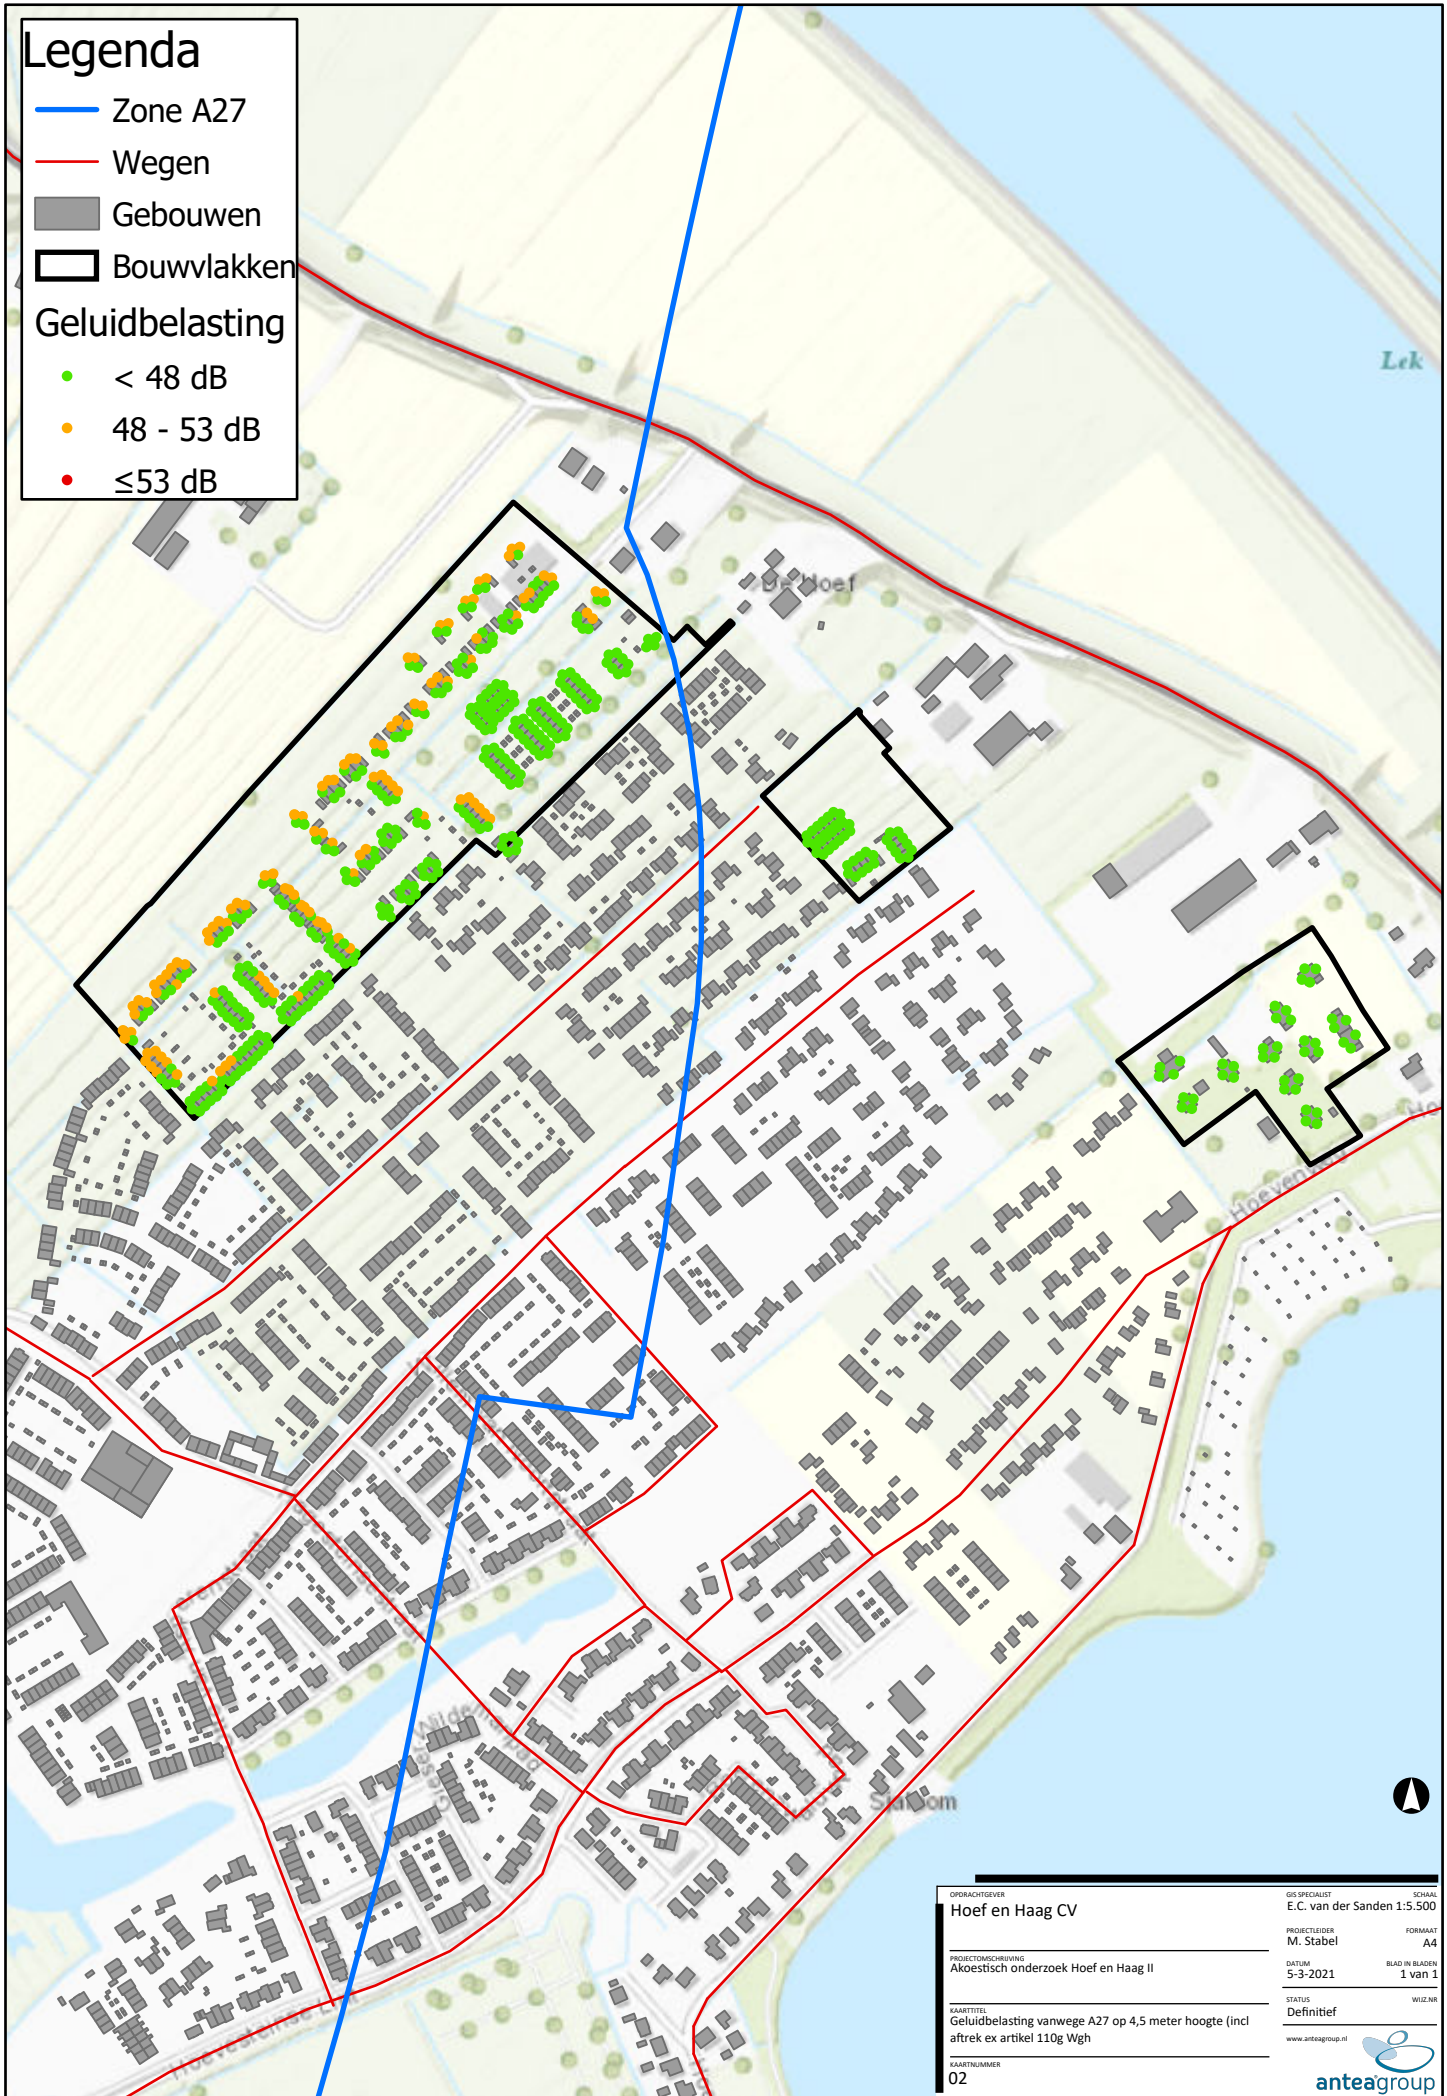 Legenda
Zone A27
Wegen
Gebouwen
Bouwvlakken
Geluidbelasting
< 48 dB
48 - 53 dB
≤53 dB
Lek
De Hoef
Hoevenweg
OPDRACHTGEVER
Hoef en Haag CV
PROJECTOMSCHRIJVING
Akoestisch onderzoek Hoef en Haag II
KAARTTITEL
Geluidbelasting vanwege A27 op 4,5 meter hoogte (incl
aftrek ex artikel 110g Wgh
KAARTNUMMER
02
GIS SPECIALIST SCHAAL
E.C. van der Sanden 1:5.500
PROJECTLEIDER FORMAAT
M. Stabel A4
DATUM BLAD IN BLADEN
5-3-2021 1 van 1
STATUS WIJZ.NR
Definitief
www.anteagroup.nl
anteagroup